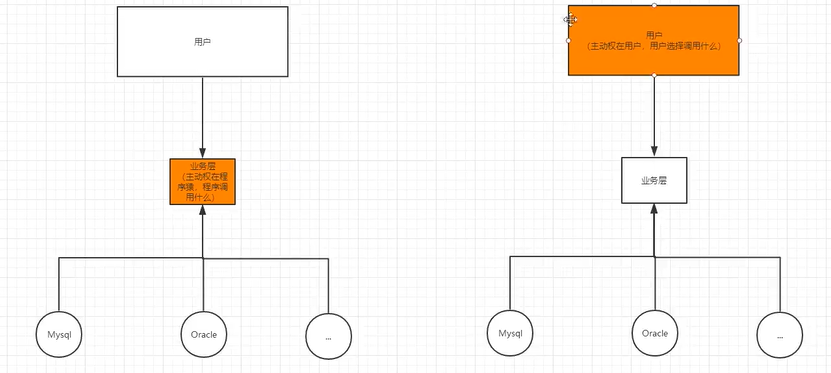 用户
用户
（主动权在用户，用户选择调用什么）
业务层
（主动权在程
序猿，程序调
用什么）
业务层
Mysql
Oracle
...
Mysql
Oracle
...